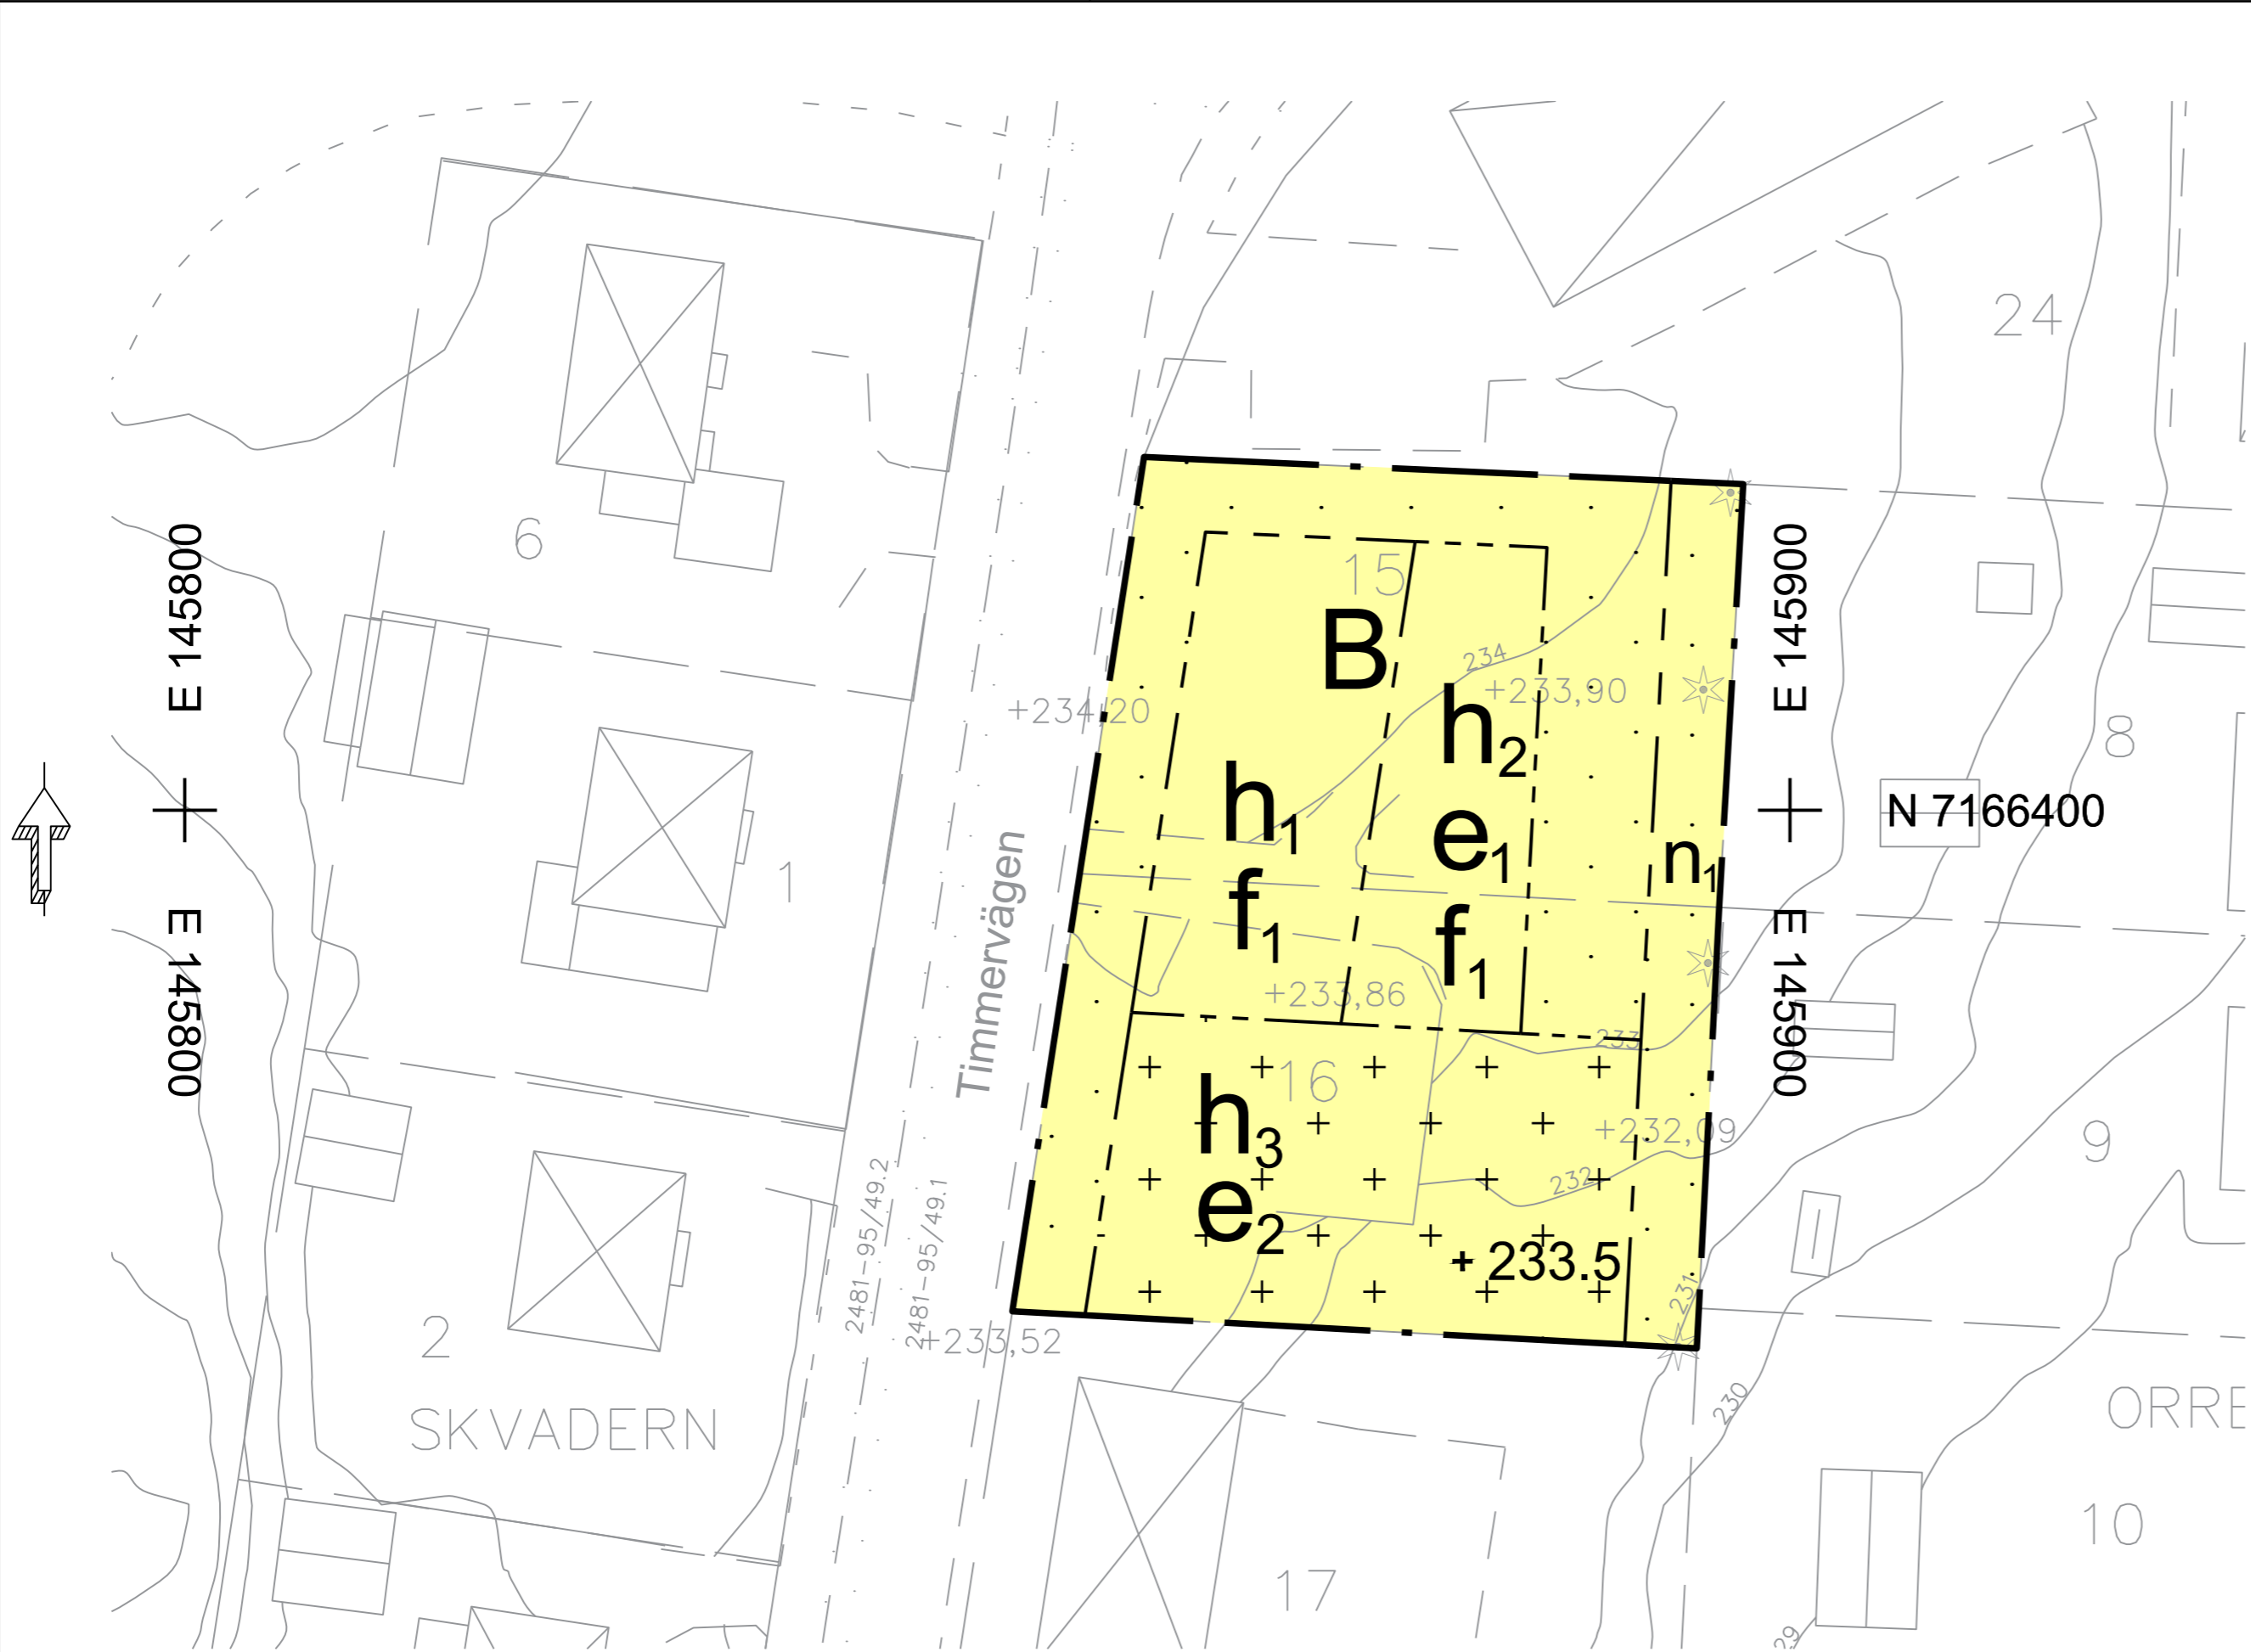 24
6
15
E 145800
E 145900
B
234
+233,90
+234,20
h2
8
h1
e1
N 7166400
n1
1
f1
f1
Timmervägen
E 145800
E 145900
+233,86
233
16
h3
+232,09
9
232
e2
+ 233.5
2481-95/49.2
2481-95/49.1
231
2
+233,52
230
SKVADERN
ORRE
10
17
29